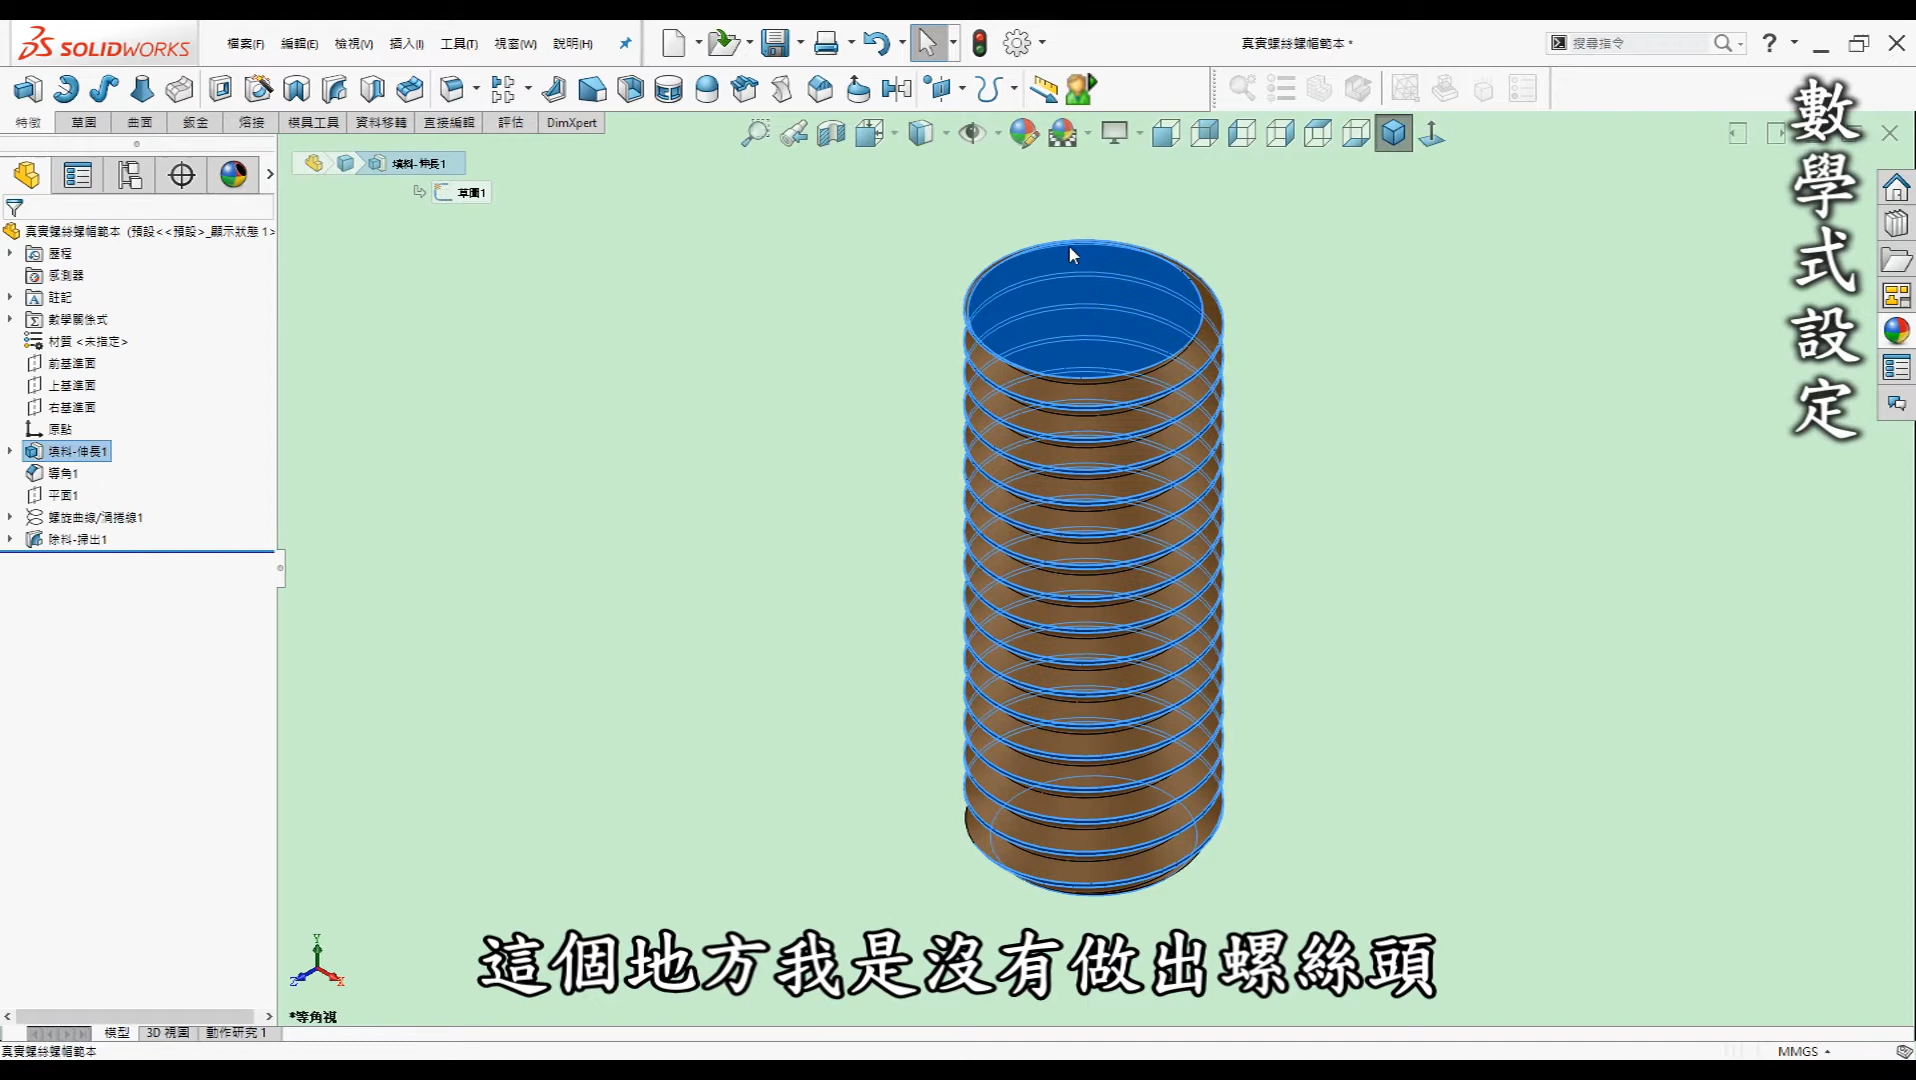 SOLIDWORKS
檔案(F) 編輯(E) 檢視(V) 插入(I) 工具(T) 視窗(W) 說明(H)
真實螺絲螺帽範本 *
搜尋指令
特徵 草圖 曲面 鈑金 熔接 模具工具 資料移轉 直接編輯 評估 DimXpert
填料-伸長1
草圖1
真實螺絲螺帽範本 (預設<<預設>_顯示狀態 1>
歷程
感測器
註記
數學關係式
材質 <未指定>
前基準面
上基準面
右基準面
原點
填料-伸長1
導角1
平面1
螺旋曲線/渦捲線1
除料-掃出1
數學式設定
這個地方我是沒有做出螺絲頭
Y
Z
X
*等角視
模型 3D 視圖 動作研究 1
真實螺絲螺帽範本
MMGS